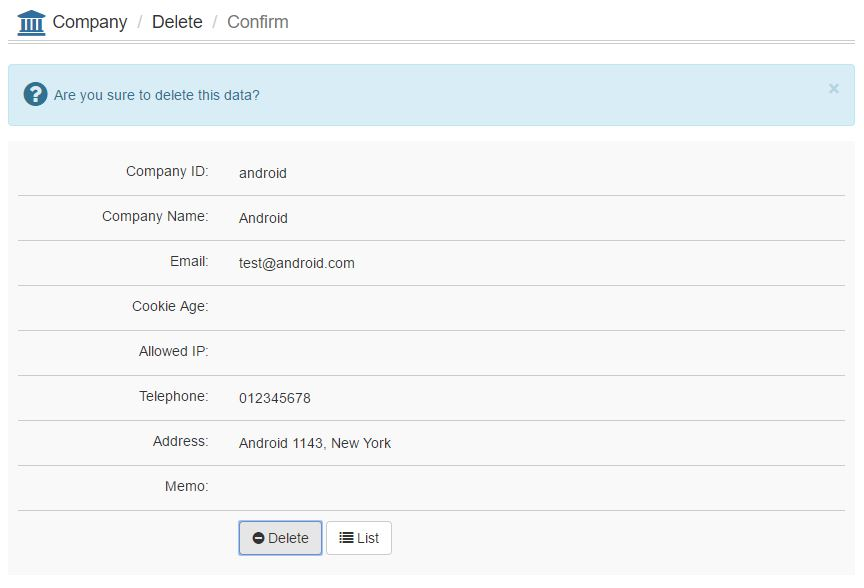 Company / Delete / Confirm
Are you sure to delete this data? ×
Company ID: android
Company Name: Android
Email: test@android.com
Cookie Age:
Allowed IP:
Telephone: 012345678
Address: Android 1143, New York
Memo:
Delete List